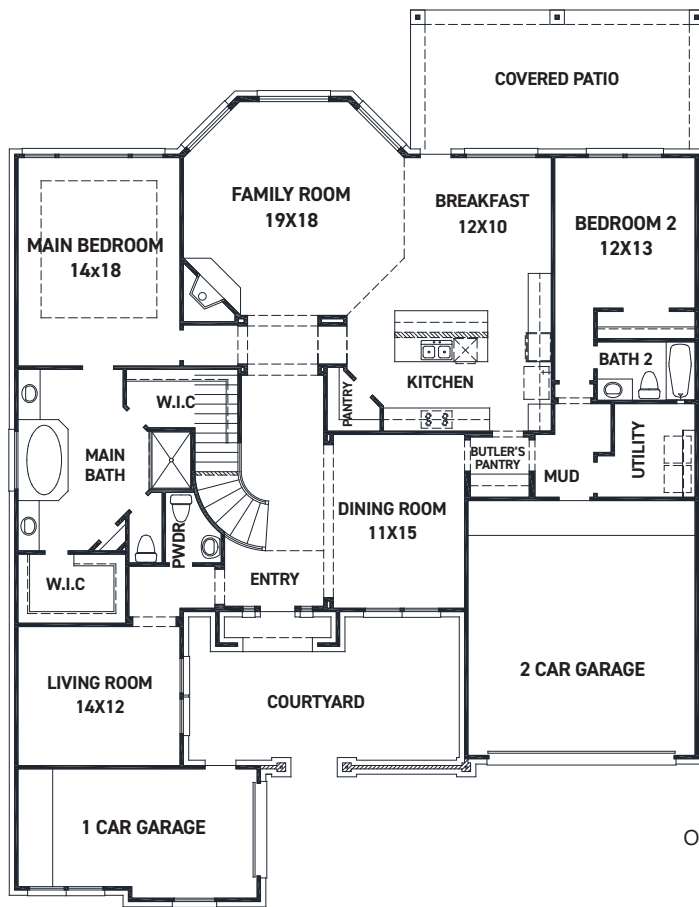 COVERED PATIO
FAMILY ROOM
19X18
BREAKFAST
12X10
BEDROOM 2
12X13
MAIN BEDROOM
14x18
KITCHEN
BATH 2
PANTRY
W.I.C
MAIN
BATH
BUTLER'S
PANTRY
MUD
UTILITY
DINING ROOM
11X15
PWDR
ENTRY
W.I.C
2 CAR GARAGE
LIVING ROOM
14X12
COURTYARD
1 CAR GARAGE
O